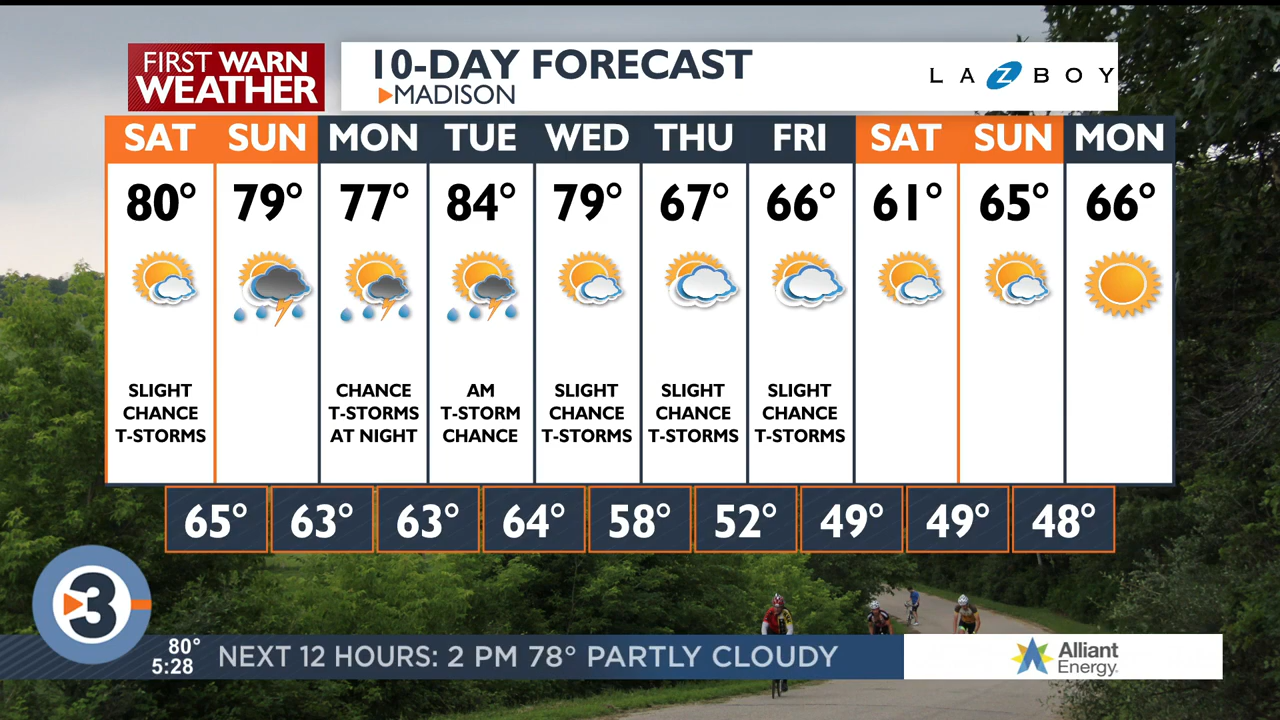 FIRST WARN
WEATHER
10-DAY FORECAST
MADISON
LA Z BOY
SAT SUN MON TUE WED THU FRI SAT SUN MON
80° 79° 77° 84° 79° 67° 66° 61° 65° 66°
SLIGHT
CHANCE
T-STORMS
CHANCE
T-STORMS
AT NIGHT
AM
T-STORM
CHANCE
SLIGHT
CHANCE
T-STORMS
SLIGHT
CHANCE
T-STORMS
SLIGHT
CHANCE
T-STORMS
65° 63° 63° 64° 58° 52° 49° 49° 48°
3
80°
5:28
NEXT 12 HOURS: 2 PM 78° PARTLY CLOUDY
Alliant
Energy